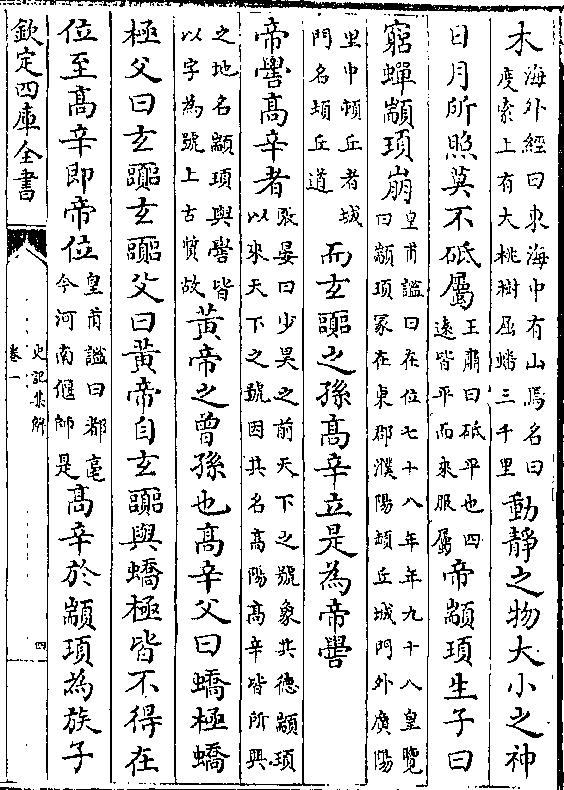 木海外經曰東海中有山焉名曰度索上有大桃樹屈蟠三千里動靜之物大小之神
日月所照莫不砥屬王肅曰砥平也四遠皆平而來服屬帝顓頊生子曰
窮蟬顓頊崩皇甫謐曰在位七十八年年九十八皇覽曰顓頊冢在東郡濮陽頓丘城門外廣陽
里中頓丘者城門名頓丘道而玄囂之孫高辛立是為帝嚳
帝嚳高辛者張晏曰少昊之前天下之號象其德顓頊以來天下之號因其名高陽高辛皆所興
之地名顓頊與嚳皆以字為號上古質故黃帝之曾孫也高辛父曰蟜極蟜
極父曰玄囂玄囂父曰黃帝自玄囂與蟜極皆不得在
位至高辛即帝位皇甫謐曰都亳今河南偃師是高辛於顓頊為族子
欽定四庫全書
史記集解
卷一
四